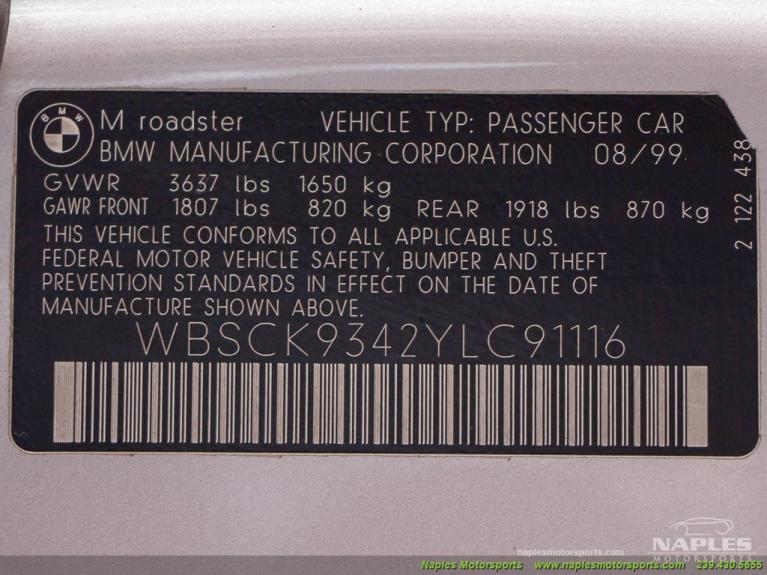 BMW
M roadster VEHICLE TYP: PASSENGER CAR
BMW MANUFACTURING CORPORATION 08/99
GVWR 3637 lbs 1650 kg
GAWR FRONT 1807 lbs 820 kg REAR 1918 lbs 870 kg
THIS VEHICLE CONFORMS TO ALL APPLICABLE U.S.
FEDERAL MOTOR VEHICLE SAFETY, BUMPER AND THEFT
PREVENTION STANDARDS IN EFFECT ON THE DATE OF
MANUFACTURE SHOWN ABOVE.
WBSCK9342YLC91116
2 122 438
NAPLES
MOTORSPORTS
naplesmotorsports.com
Naples Motorsports www.naplesmotorsports.com 239.430.5655